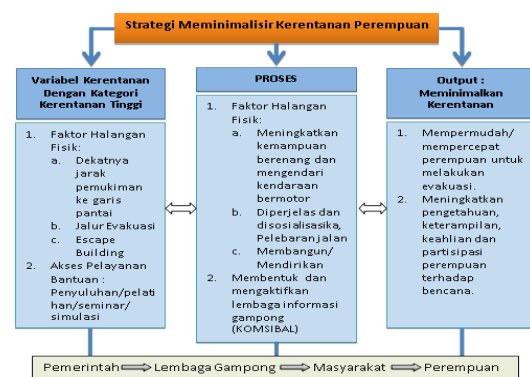 Strategi Meminimalisir Kerentanan Perempuan
Variabel Kerentanan
Dengan Kategori
Kerentanan Tinggi
1. Faktor Halangan
Fisik:
a. Dekatnya
jarak
pemukiman
ke garis
pantai
b. Jalur Evakuasi
c. Escape
Building
2. Akses Pelayanan
Bantuan :
Penyuluhan/pelati
han/seminar/
simulasi
PROSES
1. Faktor Halangan
Fisik:
a. Meningkatkan
kemampuan
berenang dan
mengendari
kendaraan
bermotor
b. Diperjelas dan
disosialisasika,
Pelebaran jalan
c. Membangun/
Mendirikan
2. Membentuk dan
mengaktifkan
lembaga informasi
gampong
(KOMSIBAL)
Output :
Meminimalkan
Kerentanan
1. Mempermudah/
mempercepat
perempuan untuk
melakukan
evakuasi.
2. Meningkatkan
pengetahuan,
keterampilan,
keahlian dan
partisipasi
perempuan
terhadap
bencana.
Pemerintah ⟹ Lembaga Gampong ⟹ Masyarakat ⟹ Perempuan